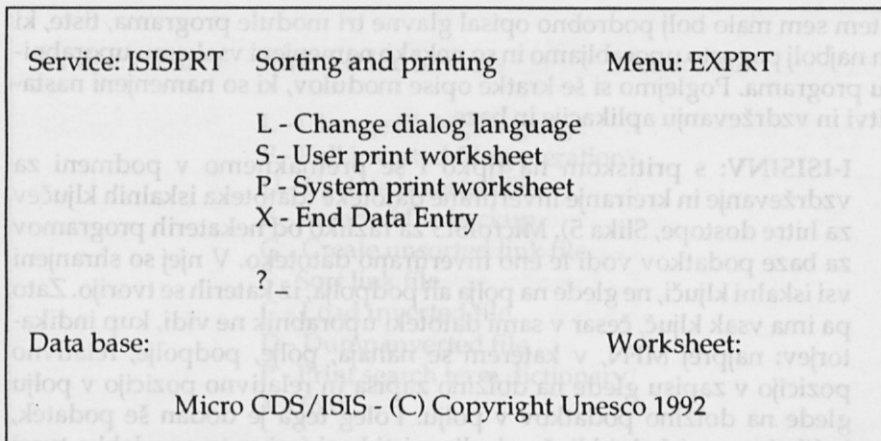 Service: ISISPRT Sorting and printing Menu: EXPRT
L - Change dialog language
S - User print worksheet
P - System print worksheet
X - End Data Entry
? _
Data base: Worksheet:
Micro CDS/ISIS - (C) Copyright Unesco 1992